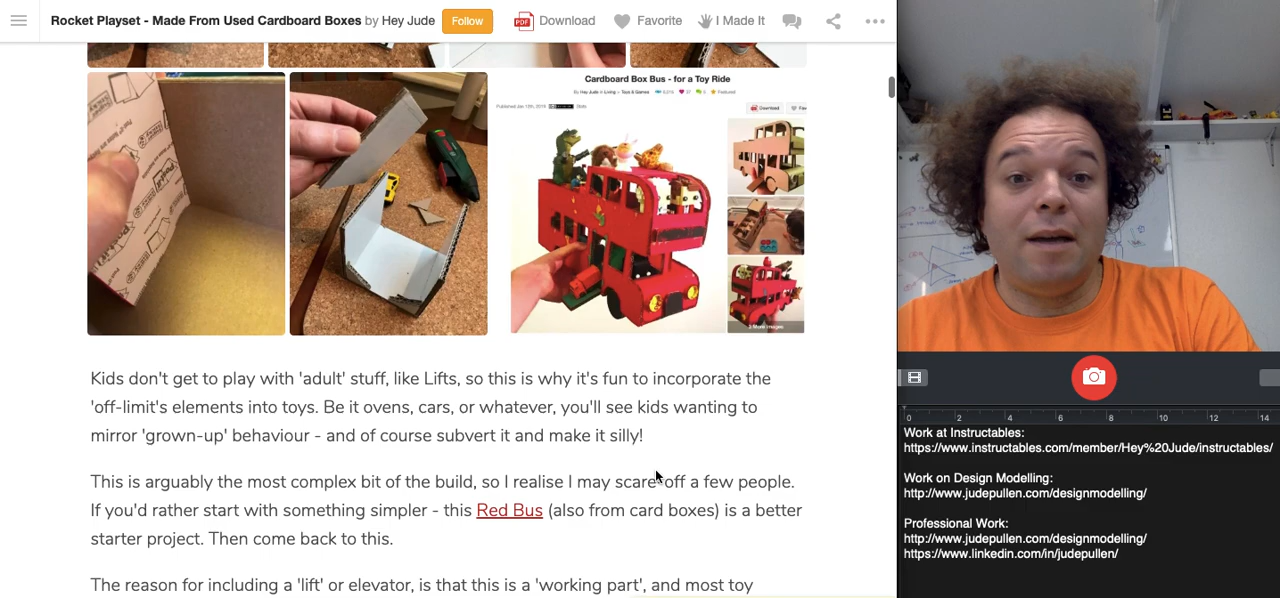 Rocket Playset - Made From Used Cardboard Boxes by Hey Jude Follow Download Favorite I Made It
Cardboard Box Bus - for a Toy Ride
Kids don't get to play with 'adult' stuff, like Lifts, so this is why it's fun to incorporate the
'off-limit's elements into toys. Be it ovens, cars, or whatever, you'll see kids wanting to
mirror 'grown-up' behaviour - and of course subvert it and make it silly!
This is arguably the most complex bit of the build, so I realise I may scare off a few people.
If you'd rather start with something simpler - this Red Bus (also from card boxes) is a better
starter project. Then come back to this.
The reason for including a 'lift' or elevator, is that this is a 'working part', and most toy
0 2 4 6 8 10 12 14
Work at Instructables:
https://www.instructables.com/member/Hey%20Jude/instructables/
Work on Design Modelling:
http://www.judepullen.com/designmodelling/
Professional Work:
http://www.judepullen.com/designmodelling/
https://www.linkedin.com/in/judepullen/